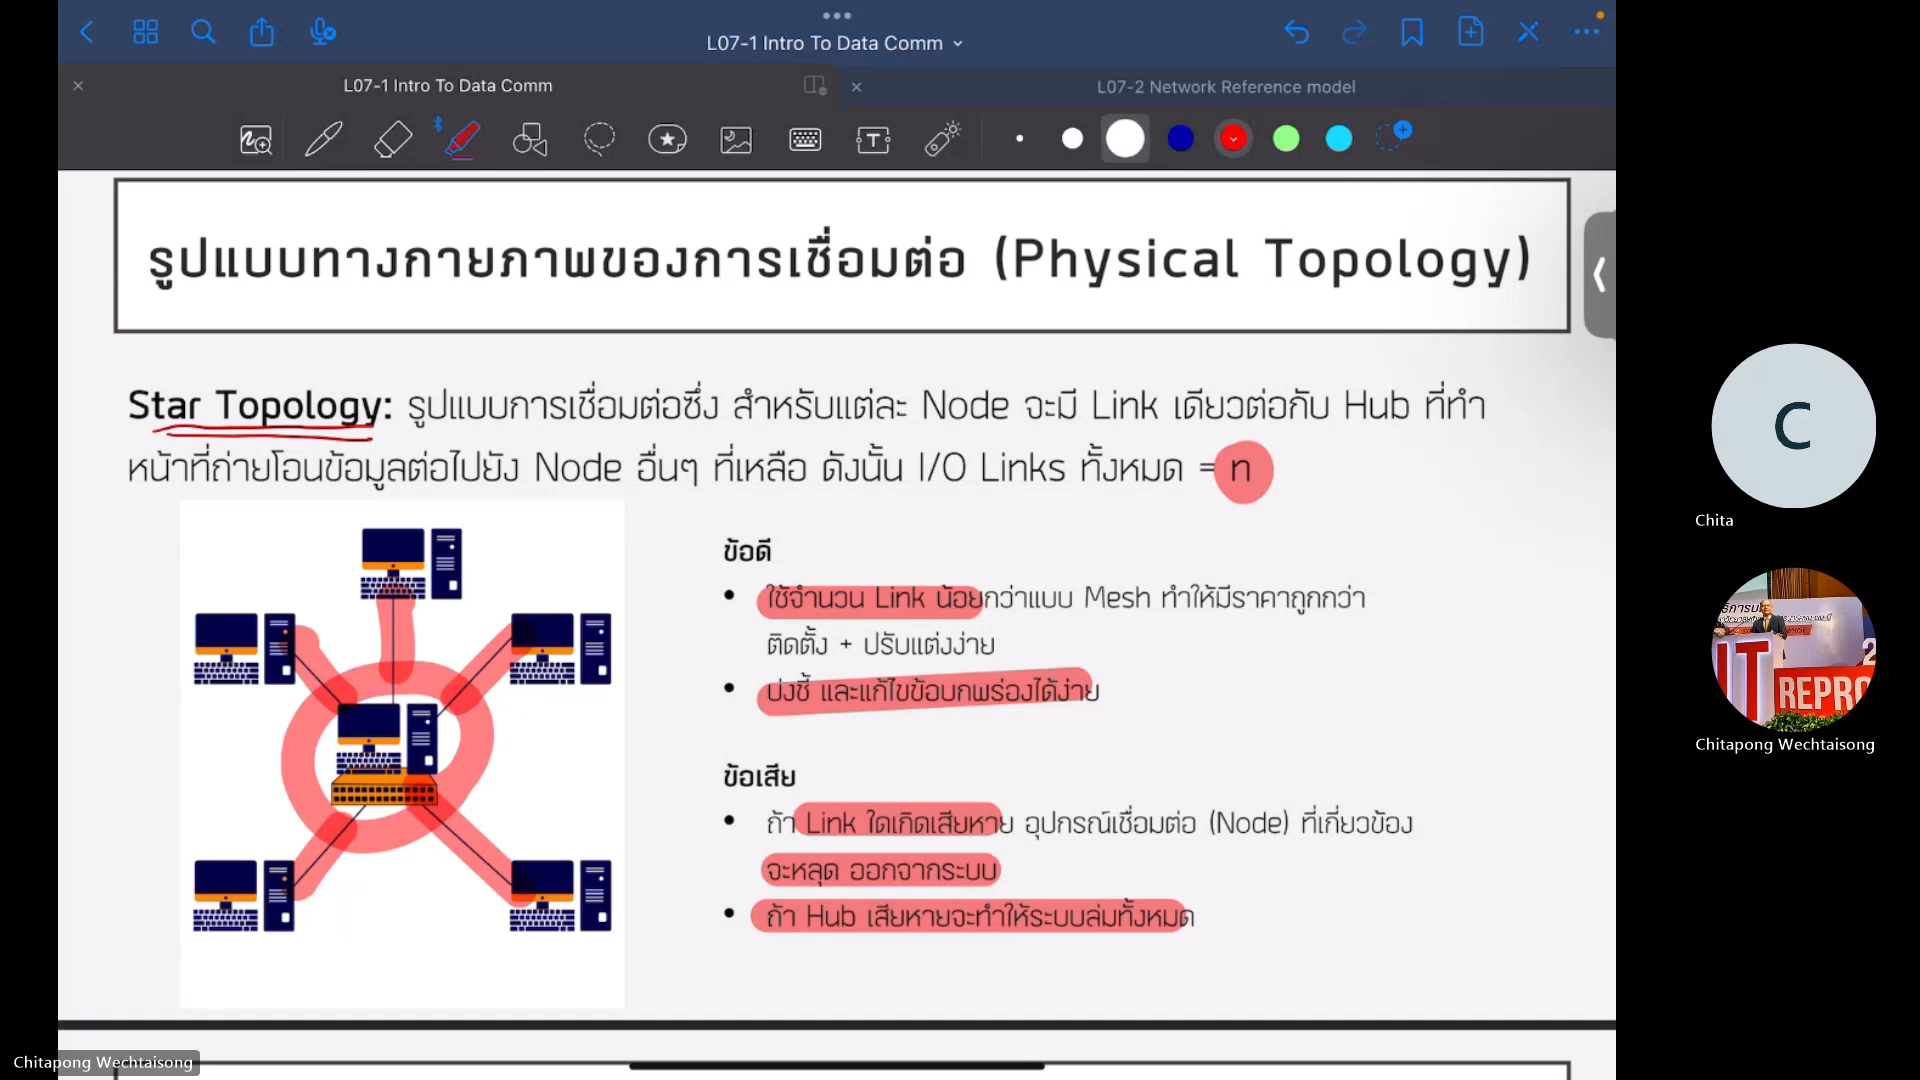 L07-1 Intro To Data Comm
L07-1 Intro To Data Comm
L07-2 Network Reference model
รูปแบบทางกายภาพของการเชื่อมต่อ (Physical Topology)
Star Topology: รูปแบบการเชื่อมต่อซึ่ง สำหรับแต่ละ Node จะมี Link เดียวต่อกับ Hub ที่ทำ
หน้าที่ถ่ายโอนข้อมูลต่อไปยัง Node อื่นๆ ที่เหลือ ดังนั้น I/O Links ทั้งหมด = n
ข้อดี
• ใช้จำนวน Link น้อยกว่าแบบ Mesh ทำให้มีราคาถูกกว่า
ติดตั้ง + ปรับแต่งง่าย
• บ่งชี้ และแก้ไขข้อบกพร่องได้ง่าย
ข้อเสีย
• ถ้า Link ใดเกิดเสียหาย อุปกรณ์เชื่อมต่อ (Node) ที่เกี่ยวข้อง
จะหลุด ออกจากระบบ
• ถ้า Hub เสียหายจะทำให้ระบบล่มทั้งหมด
C
Chita
IT
REPRO
Chitapong Wechtaisong
Chitapong Wechtaisong